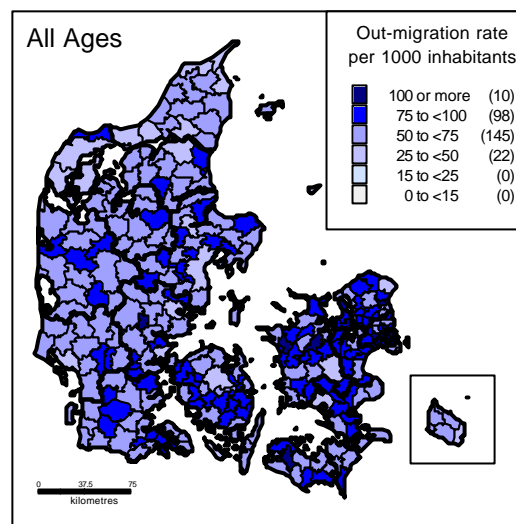 All Ages
Out-migration rate
per 1000 inhabitants
100 or more (10)
75 to <100 (98)
50 to <75 (145)
25 to <50 (22)
15 to <25 (0)
0 to <15 (0)
0 37.5 75
kilometres